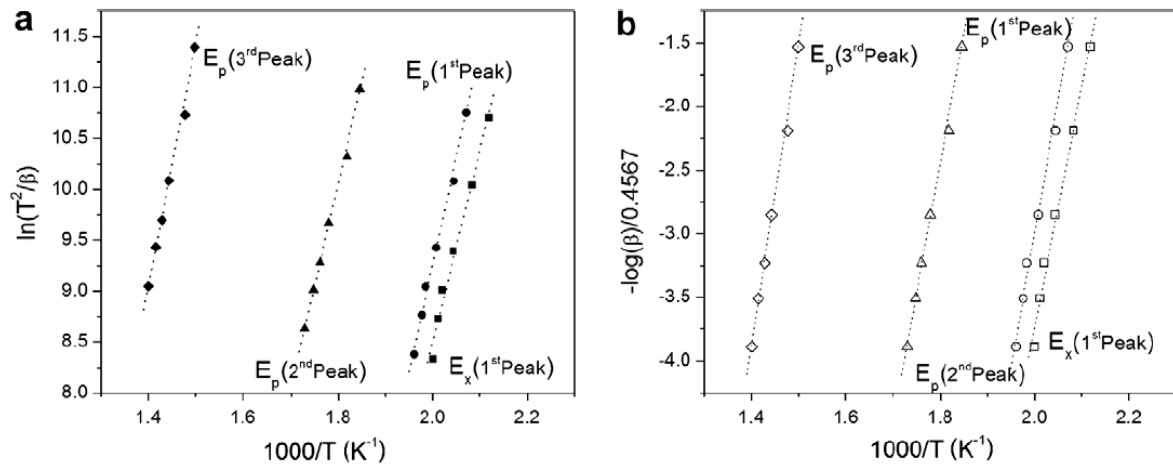 a
11.5
11.0
10.5
10.0
9.5
9.0
8.5
8.0
ln(T²/β)
1.4
1.6
1.8
2.0
2.2
1000/T (K⁻¹)
Eₚ(3ʳᵈPeak)
Eₚ(1ˢᵗPeak)
Eₚ(2ⁿᵈPeak)
Eₓ(1ˢᵗPeak)
b
-1.5
-2.0
-2.5
-3.0
-3.5
-4.0
-log(β)/0.4567
1.4
1.6
1.8
2.0
2.2
1000/T (K⁻¹)
Eₚ(1ˢᵗPeak)
Eₚ(3ʳᵈPeak)
Eₚ(2ⁿᵈPeak)
Eₓ(1ˢᵗPeak)